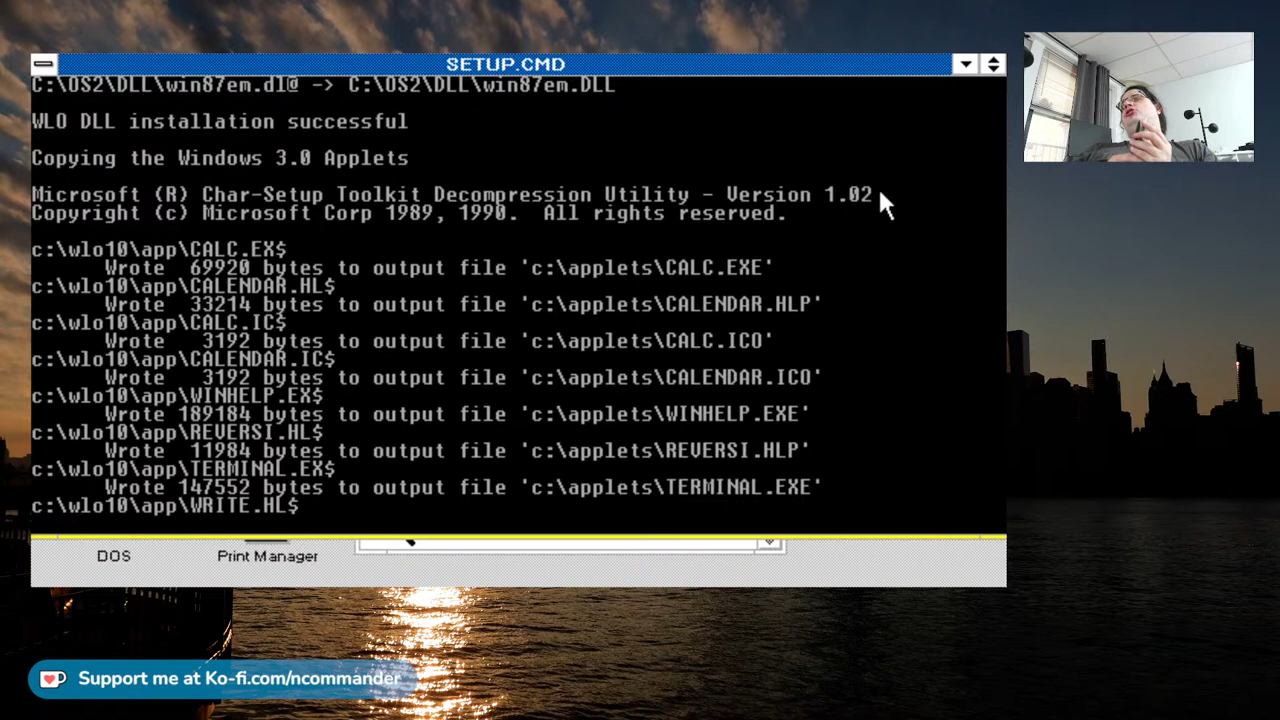 SETUP.CMD
C:\OS2\DLL\win87em.dl@ -> C:\OS2\DLL\win87em.DLL
WLO DLL installation successful
Copying the Windows 3.0 Applets
Microsoft (R) Char-Setup Toolkit Decompression Utility - Version 1.02
Copyright (c) Microsoft Corp 1989, 1990.  All rights reserved.
c:\wlo10\app\CALC.EX$
Wrote  69920 bytes to output file 'c:\applets\CALC.EXE'
c:\wlo10\app\CALENDAR.HL$
Wrote  33214 bytes to output file 'c:\applets\CALENDAR.HLP'
c:\wlo10\app\CALC.IC$
Wrote   3192 bytes to output file 'c:\applets\CALC.ICO'
c:\wlo10\app\CALENDAR.IC$
Wrote   3192 bytes to output file 'c:\applets\CALENDAR.ICO'
c:\wlo10\app\WINHELP.EX$
Wrote 189184 bytes to output file 'c:\applets\WINHELP.EXE'
c:\wlo10\app\REVERSI.HL$
Wrote  11984 bytes to output file 'c:\applets\REVERSI.HLP'
c:\wlo10\app\TERMINAL.EX$
Wrote 147552 bytes to output file 'c:\applets\TERMINAL.EXE'
c:\wlo10\app\WRITE.HL$
DOS
Print Manager
Support me at Ko-fi.com/ncommander